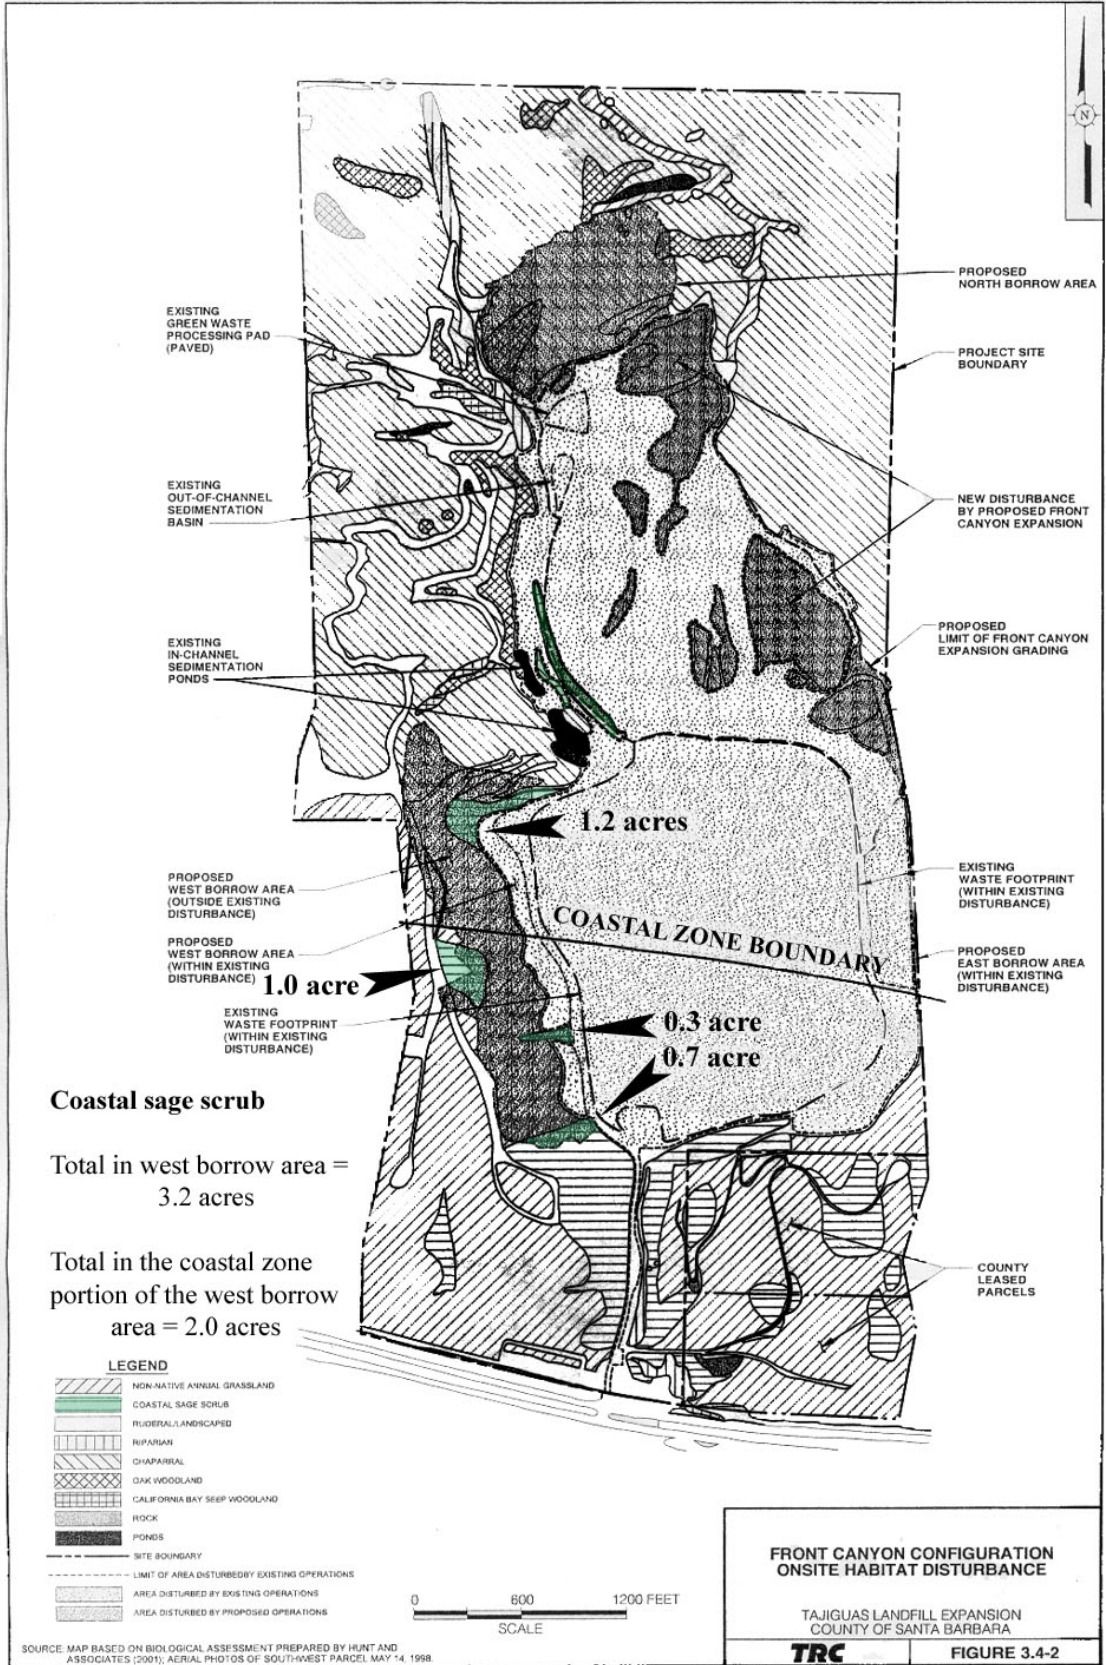 N
PROPOSED
NORTH BORROW AREA
EXISTING
GREEN WASTE
PROCESSING PAD
(PAVED)
PROJECT SITE
BOUNDARY
EXISTING
OUT-OF-CHANNEL
SEDIMENTATION
BASIN
NEW DISTURBANCE
BY PROPOSED FRONT
CANYON EXPANSION
PROPOSED
LIMIT OF FRONT CANYON
EXPANSION GRADING
EXISTING
IN-CHANNEL
SEDIMENTATION
PONDS
1.2 acres
PROPOSED
WEST BORROW AREA
(OUTSIDE EXISTING
DISTURBANCE)
EXISTING
WASTE FOOTPRINT
(WITHIN EXISTING
DISTURBANCE)
COASTAL ZONE BOUNDARY
PROPOSED
WEST BORROW AREA
(WITHIN EXISTING
DISTURBANCE)
1.0 acre
PROPOSED
EAST BORROW AREA
(WITHIN EXISTING
DISTURBANCE)
EXISTING
WASTE FOOTPRINT
(WITHIN EXISTING
DISTURBANCE)
0.3 acre
0.7 acre
Coastal sage scrub
Total in west borrow area =
3.2 acres
Total in the coastal zone
portion of the west borrow
area = 2.0 acres
COUNTY
LEASED
PARCELS
LEGEND
NON-NATIVE ANNUAL GRASSLAND
COASTAL SAGE SCRUB
RUDERAL/LANDSCAPED
RIPARIAN
CHAPARRAL
OAK WOODLAND
CALIFORNIA BAY SEEP WOODLAND
ROCK
PONDS
SITE BOUNDARY
LIMIT OF AREA DISTURBEDBY EXISTING OPERATIONS
AREA DISTURBED BY EXISTING OPERATIONS
AREA DISTURBED BY PROPOSED OPERATIONS
0 600 1200 FEET
SCALE
SOURCE: MAP BASED ON BIOLOGICAL ASSESSMENT PREPARED BY HUNT AND
ASSOCIATES (2001); AERIAL PHOTOS OF SOUTHWEST PARCEL MAY 14, 1998.
FRONT CANYON CONFIGURATION
ONSITE HABITAT DISTURBANCE
TAJIGUAS LANDFILL EXPANSION
COUNTY OF SANTA BARBARA
TRC
FIGURE 3.4-2